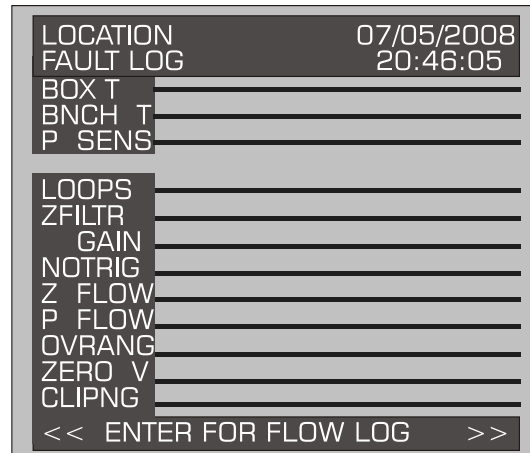 LOCATION 07/05/2008
FAULT LOG 20:46:05
BOX T
BNCH T
P SENS
LOOPS
ZFILTR
GAIN
NOTRIG
Z FLOW
P FLOW
OVRANG
ZERO V
CLIPNG
<< ENTER FOR FLOW LOG >>